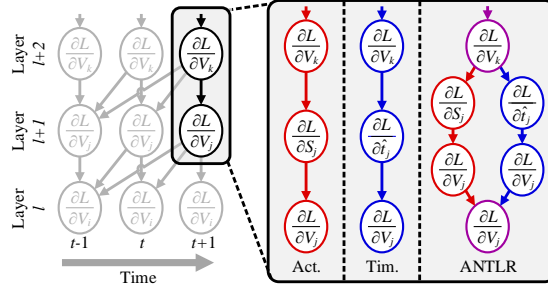 Layer l+2
∂L/∂V_k ∂L/∂V_k ∂L/∂V_k
Layer l+1
∂L/∂V_j ∂L/∂V_j ∂L/∂V_j
Layer l
∂L/∂V_i ∂L/∂V_i ∂L/∂V_i
t-1 t t+1
Time
∂L/∂V_k ∂L/∂V_k ∂L/∂V_k
∂L/∂S_j ∂L/∂t̂_j ∂L/∂S_j ∂L/∂t̂_j
∂L/∂V_j ∂L/∂V_j
∂L/∂V_j ∂L/∂V_j ∂L/∂V_j
Act. Tim. ANTLR